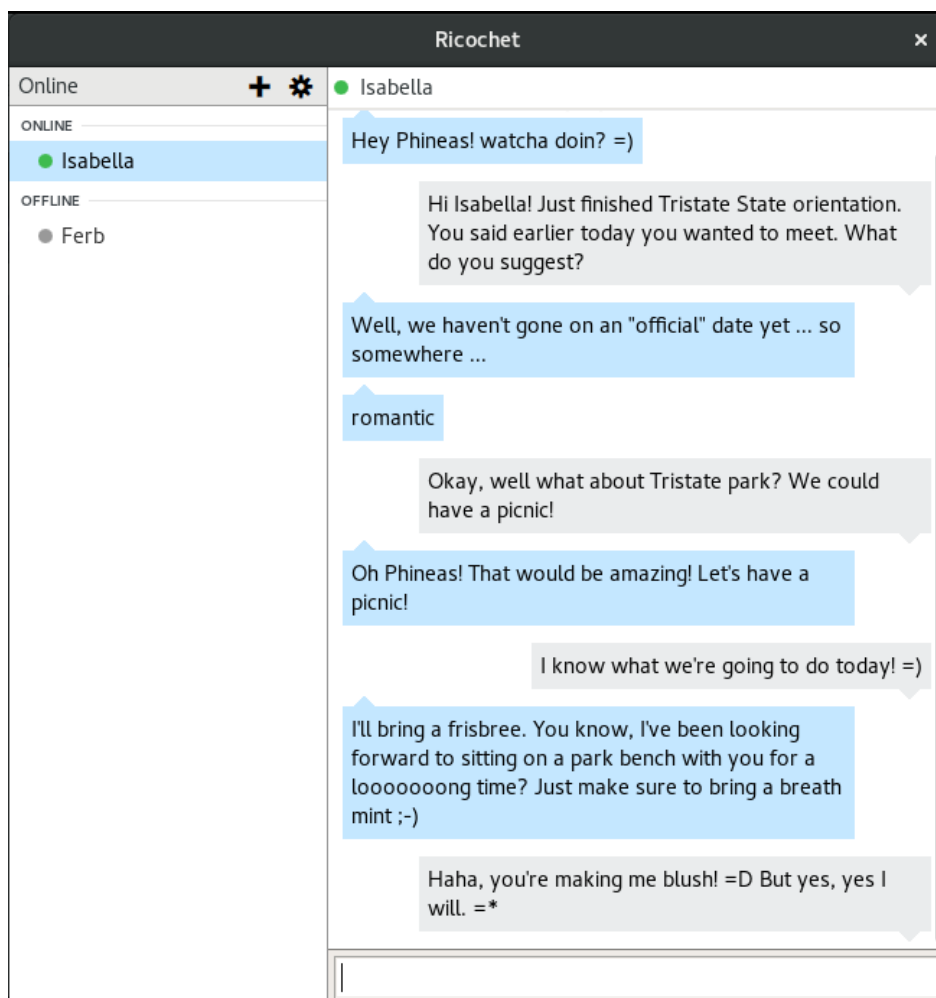 Ricochet ×
Online
ONLINE
Isabella
OFFLINE
Ferb
Isabella
Hey Phineas! watcha doin? =)
Hi Isabella! Just finished Tristate State orientation.
You said earlier today you wanted to meet. What
do you suggest?
Well, we haven't gone on an "official" date yet ... so
somewhere ...
romantic
Okay, well what about Tristate park? We could
have a picnic!
Oh Phineas! That would be amazing! Let's have a
picnic!
I know what we're going to do today! =)
I'll bring a frisbree. You know, I've been looking
forward to sitting on a park bench with you for a
looooooong time? Just make sure to bring a breath
mint ;-)
Haha, you're making me blush! =D But yes, yes I
will. =*